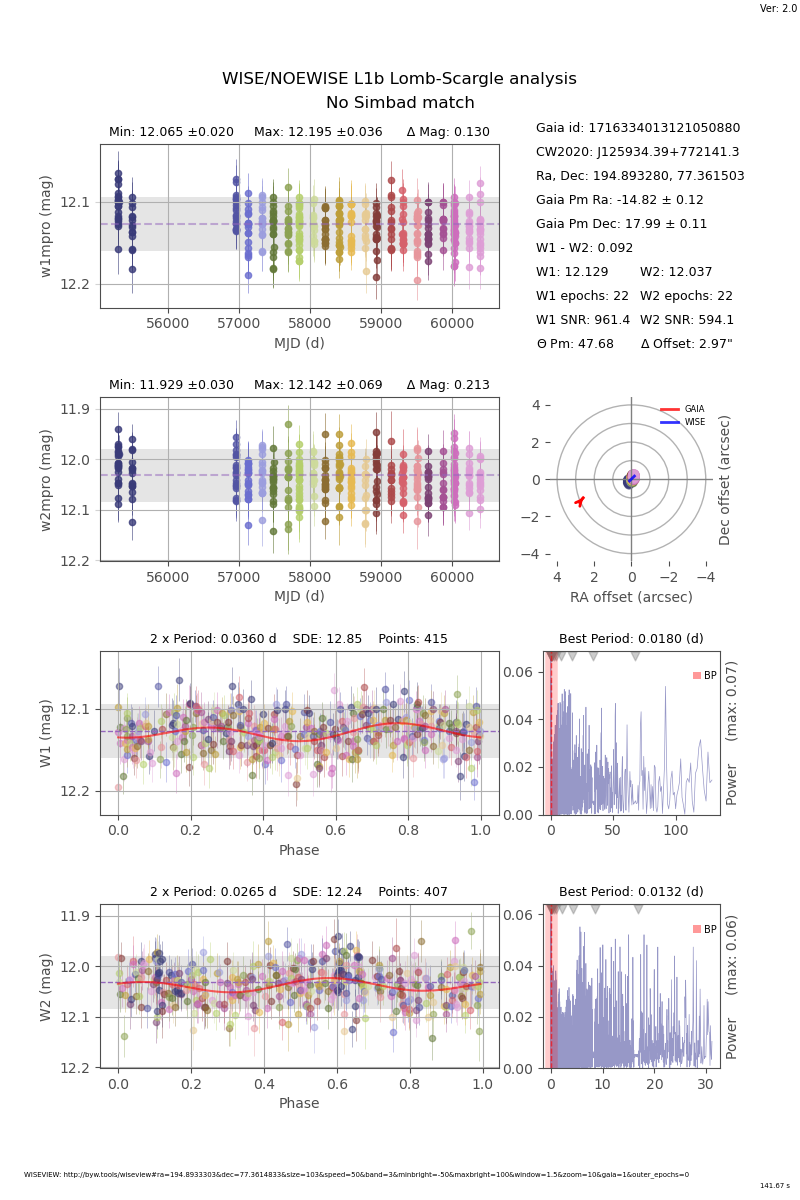 Ver: 2.0
WISE/NOEWISE L1b Lomb-Scargle analysis
No Simbad match
Min: 12.065 ±0.020 Max: 12.195 ±0.036 Δ Mag: 0.130
w1mpro (mag)
12.1
12.2
56000 57000 58000 59000 60000
MJD (d)
Gaia id: 1716334013121050880
CW2020: J125934.39+772141.3
Ra, Dec: 194.893280, 77.361503
Gaia Pm Ra: -14.82 ± 0.12
Gaia Pm Dec: 17.99 ± 0.11
W1 - W2: 0.092
W1: 12.129 W2: 12.037
W1 epochs: 22 W2 epochs: 22
W1 SNR: 961.4 W2 SNR: 594.1
Θ Pm: 47.68 Δ Offset: 2.97"
Min: 11.929 ±0.030 Max: 12.142 ±0.069 Δ Mag: 0.213
w2mpro (mag)
11.9
12.0
12.1
12.2
56000 57000 58000 59000 60000
MJD (d)
GAIA
WISE
4
2
0
−2
−4
4 2 0 −2 −4
RA offset (arcsec)
Dec offset (arcsec)
2 x Period: 0.0360 d SDE: 12.85 Points: 415
W1 (mag)
12.1
12.2
0.0 0.2 0.4 0.6 0.8 1.0
Phase
Best Period: 0.0180 (d)
BP
0.06
0.04
0.02
0.00
0 50 100
Power (max: 0.07)
2 x Period: 0.0265 d SDE: 12.24 Points: 407
W2 (mag)
11.9
12.0
12.1
12.2
0.0 0.2 0.4 0.6 0.8 1.0
Phase
Best Period: 0.0132 (d)
BP
0.06
0.04
0.02
0.00
0 10 20 30
Power (max: 0.06)
WISEVIEW: http://byw.tools/wiseview#ra=194.8933303&dec=77.3614833&size=103&speed=50&band=3&minbright=-50&maxbright=100&window=1.5&zoom=10&gaia=1&outer_epochs=0
141.67 s